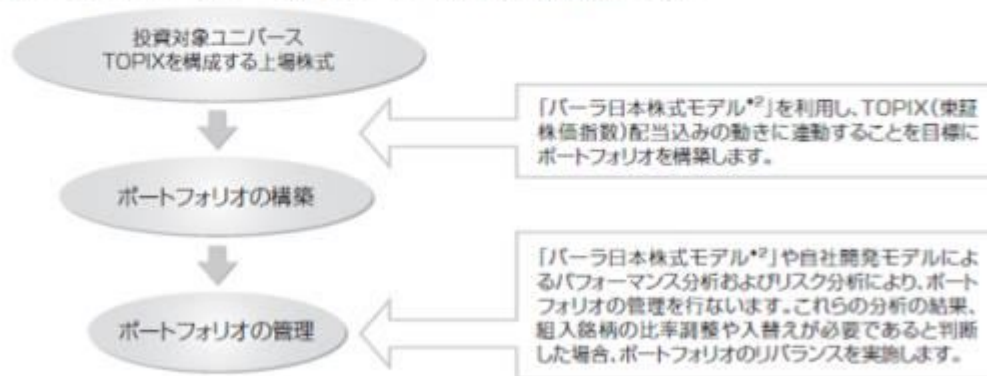 投資対象ユニバース
TOPIXを構成する上場株式
「バーラ日本株式モデル*2」を利用し、TOPIX(東証
株価指数)配当込みの動きに連動することを目標に
ポートフォリオを構築します。
ポートフォリオの構築
「バーラ日本株式モデル*2」や自社開発モデルによ
るパフォーマンス分析およびリスク分析により、ポート
フォリオの管理を行ないます。これらの分析の結果、
組入銘柄の比率調整や入替えが必要であると判断
した場合、ポートフォリオのリバランスを実施します。
ポートフォリオの管理